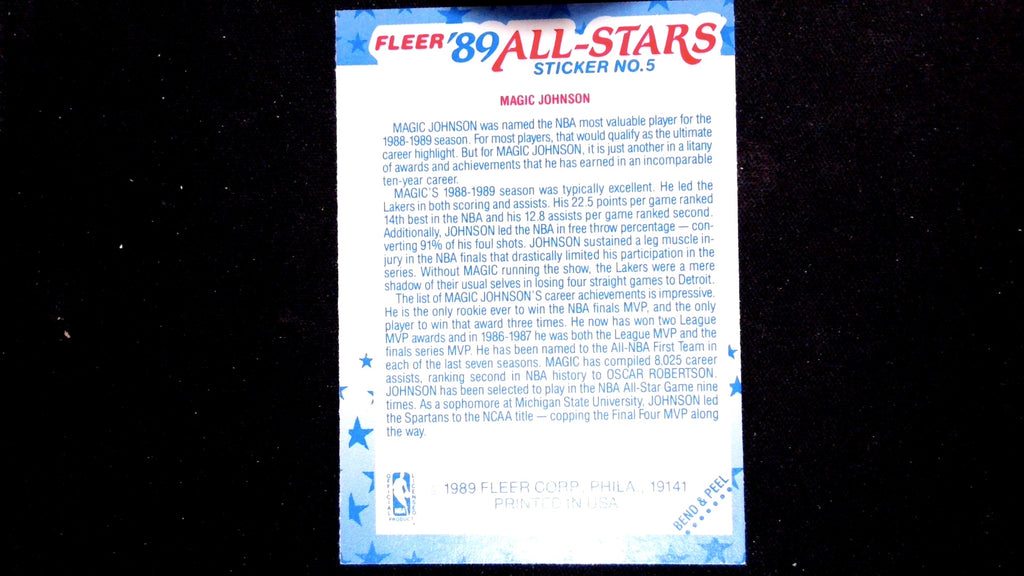 FLEER '89 ALL-STARS
STICKER NO. 5
MAGIC JOHNSON
MAGIC JOHNSON was named the NBA most valuable player for the
1988-1989 season. For most players, that would qualify as the ultimate
career highlight. But for MAGIC JOHNSON, it is just another in a litany
of awards and achievements that he has earned in an incomparable
ten-year career.
MAGIC'S 1988-1989 season was typically excellent. He led the
Lakers in both scoring and assists. His 22.5 points per game ranked
14th best in the NBA and his 12.8 assists per game ranked second.
Additionally, JOHNSON led the NBA in free throw percentage — con-
verting 91% of his foul shots. JOHNSON sustained a leg muscle in-
jury in the NBA finals that drastically limited his participation in the
series. Without MAGIC running the show, the Lakers were a mere
shadow of their usual selves in losing four straight games to Detroit.
The list of MAGIC JOHNSON'S career achievements is impressive.
He is the only rookie ever to win the NBA finals MVP, and the only
player to win that award three times. He now has won two League
MVP awards and in 1986-1987 he was both the League MVP and the
finals series MVP. He has been named to the All-NBA First Team in
each of the last seven seasons. MAGIC has compiled 8,025 career
assists, ranking second in NBA history to OSCAR ROBERTSON.
JOHNSON has been selected to play in the NBA All-Star Game nine
times. As a sophomore at Michigan State University, JOHNSON led
the Spartans to the NCAA title — copping the Final Four MVP along
the way.
OFFICIAL LICENSED
NBA
PRODUCT
© 1989 FLEER CORP., PHILA., 19141
PRINTED IN USA
BEND & PEEL